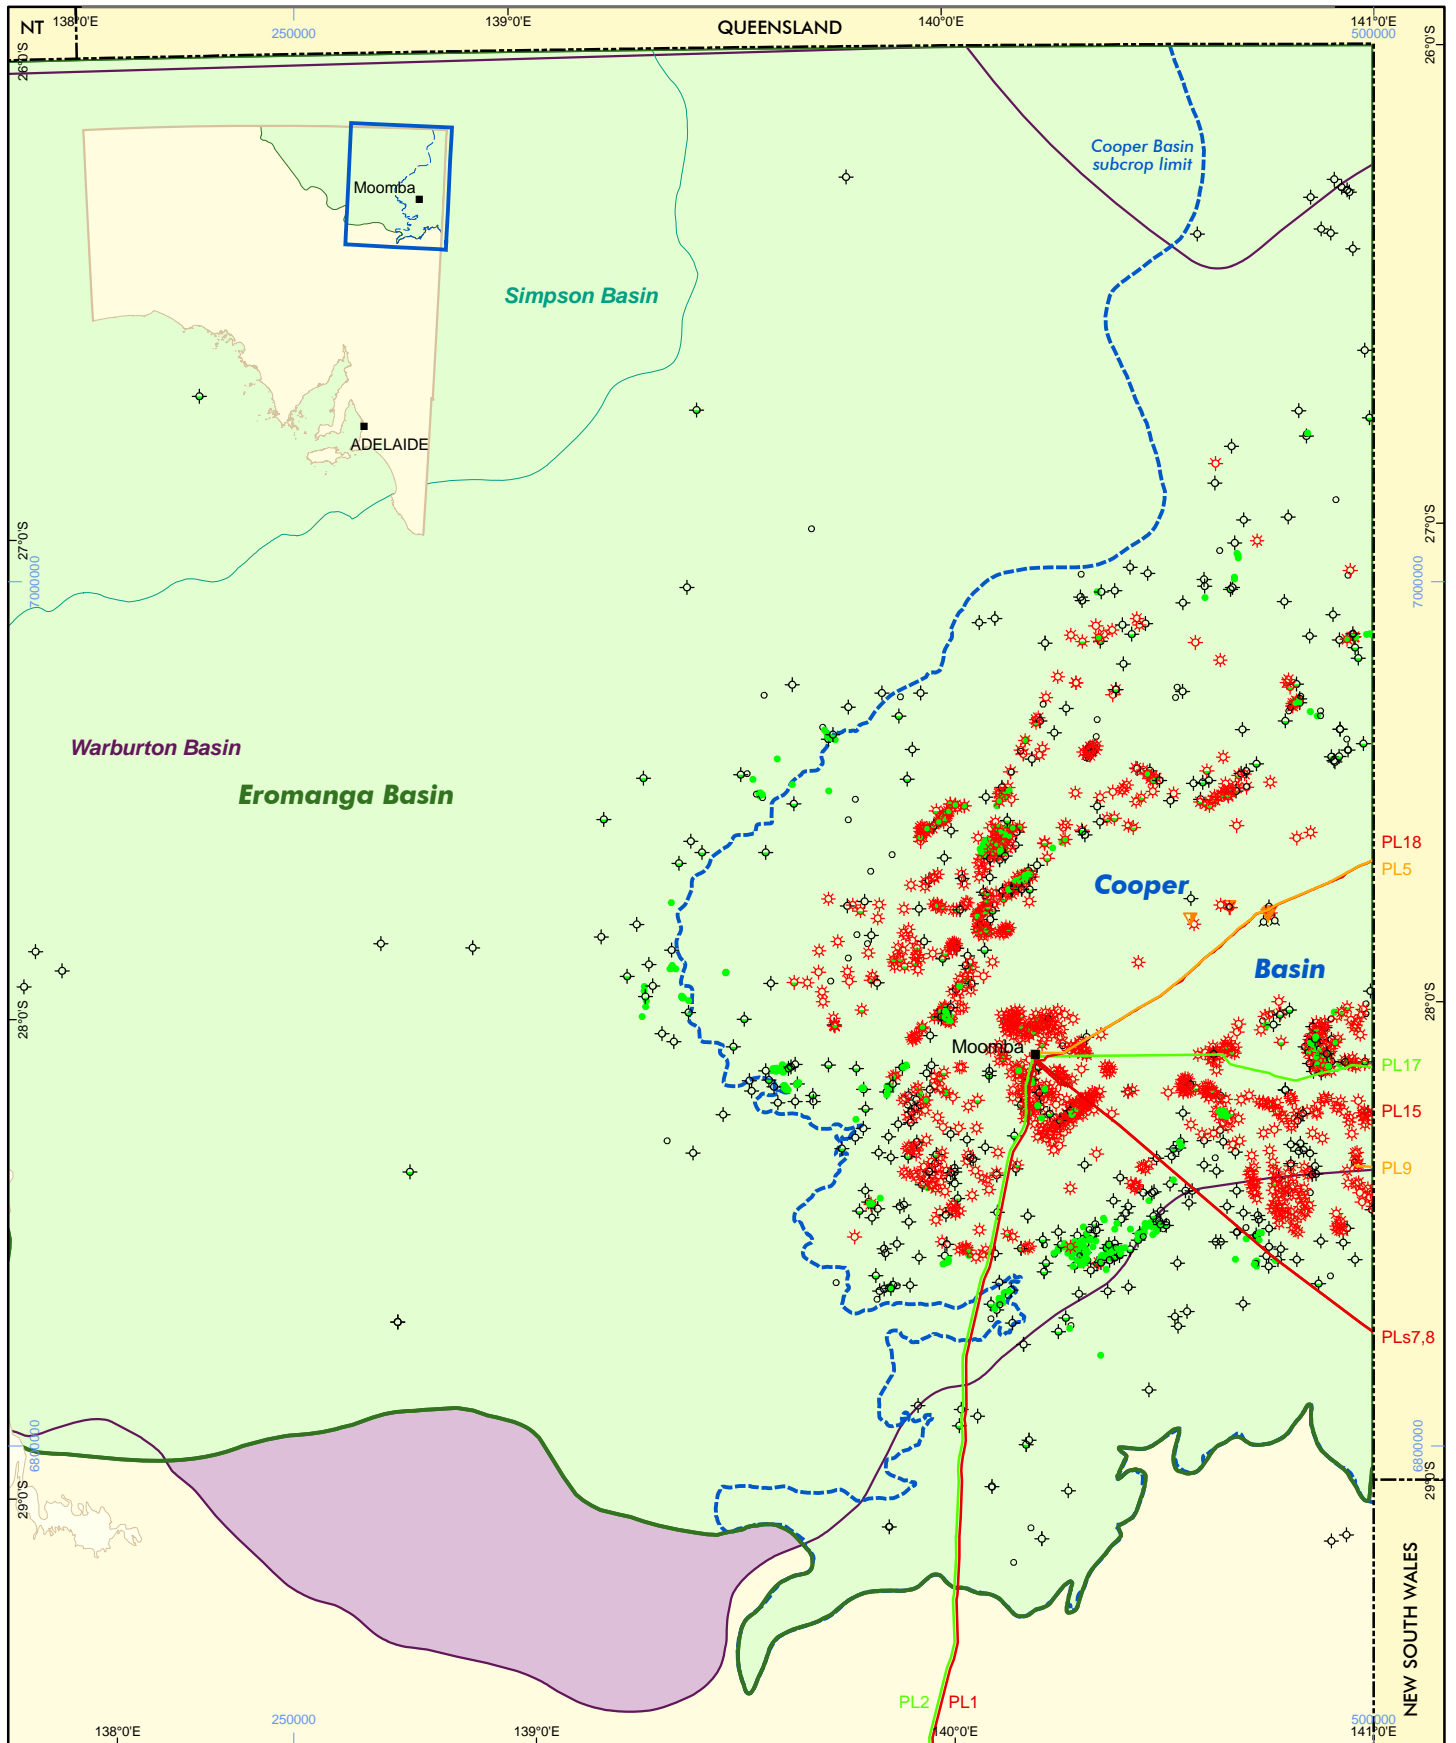 NT
138°0'E
139°0'E
QUEENSLAND
140°0'E
141°0'E
250000
500000
26°0'S
26°0'S
Cooper Basin
subcrop limit
Moomba
Simpson Basin
ADELAIDE
27°0'S
27°0'S
7000000
7000000
Warburton Basin
Eromanga Basin
PL18
PL5
Cooper
Basin
28°0'S
28°0'S
Moomba
PL17
PL15
PL9
PLs7,8
6800000
6800000
29°0'S
29°0'S
NEW SOUTH WALES
PL2
PL1
250000
500000
138°0'E
139°0'E
140°0'E
141°0'E